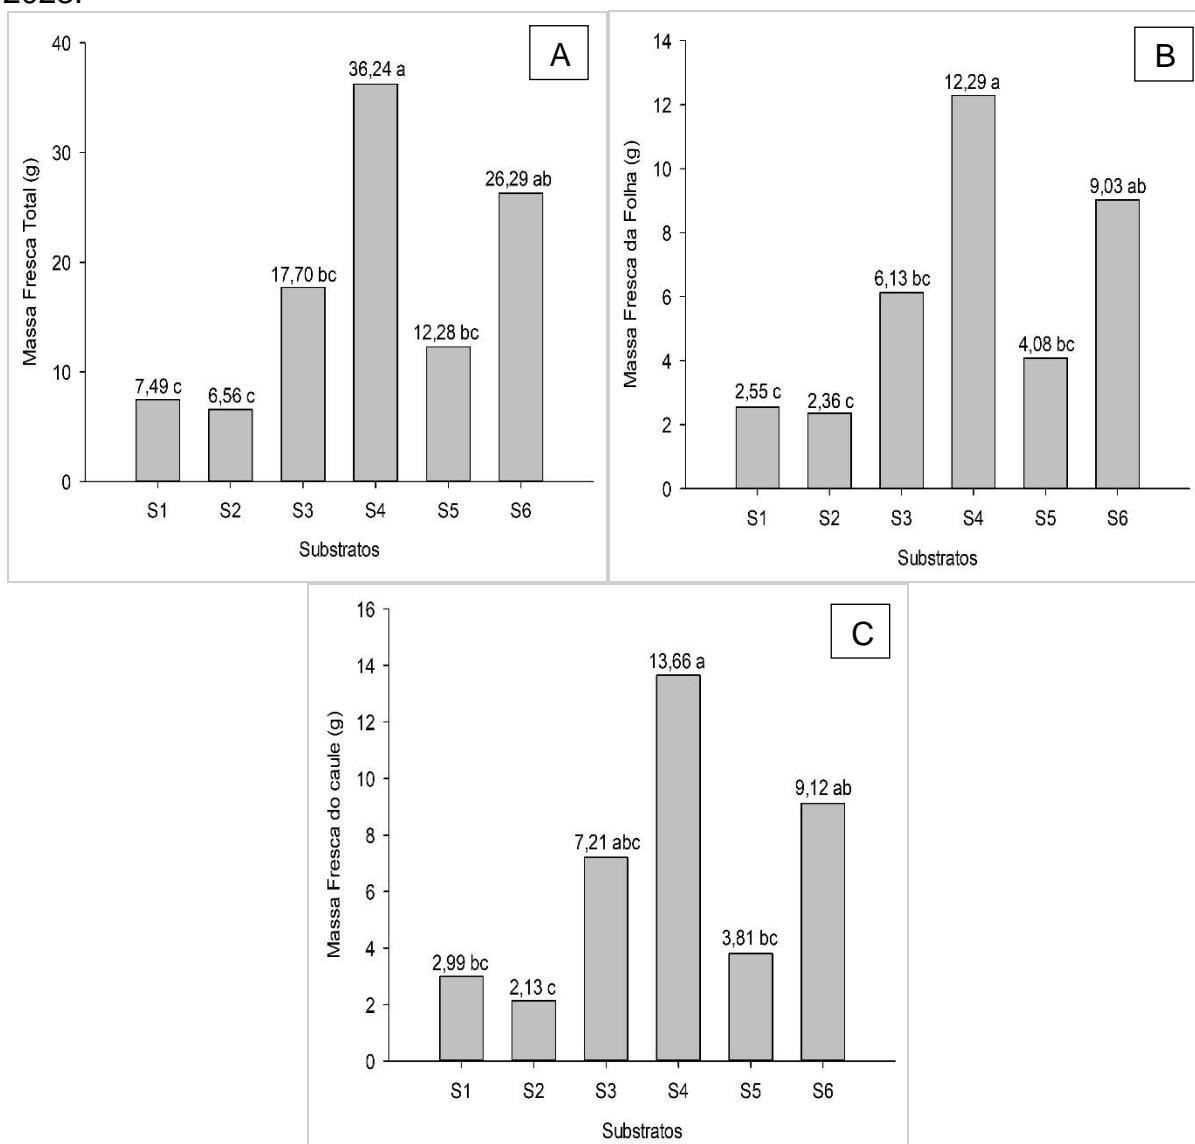 A
Massa Fresca Total (g)
40
30
20
10
0
7,49 c
6,56 c
17,70 bc
36,24 a
12,28 bc
26,29 ab
S1 S2 S3 S4 S5 S6
Substratos
B
Massa Fresca da Folha (g)
14
12
10
8
6
4
2
0
2,55 c
2,36 c
6,13 bc
12,29 a
4,08 bc
9,03 ab
S1 S2 S3 S4 S5 S6
Substratos
C
Massa Fresca do caule (g)
16
14
12
10
8
6
4
2
0
2,99 bc
2,13 c
7,21 abc
13,66 a
3,81 bc
9,12 ab
S1 S2 S3 S4 S5 S6
Substratos